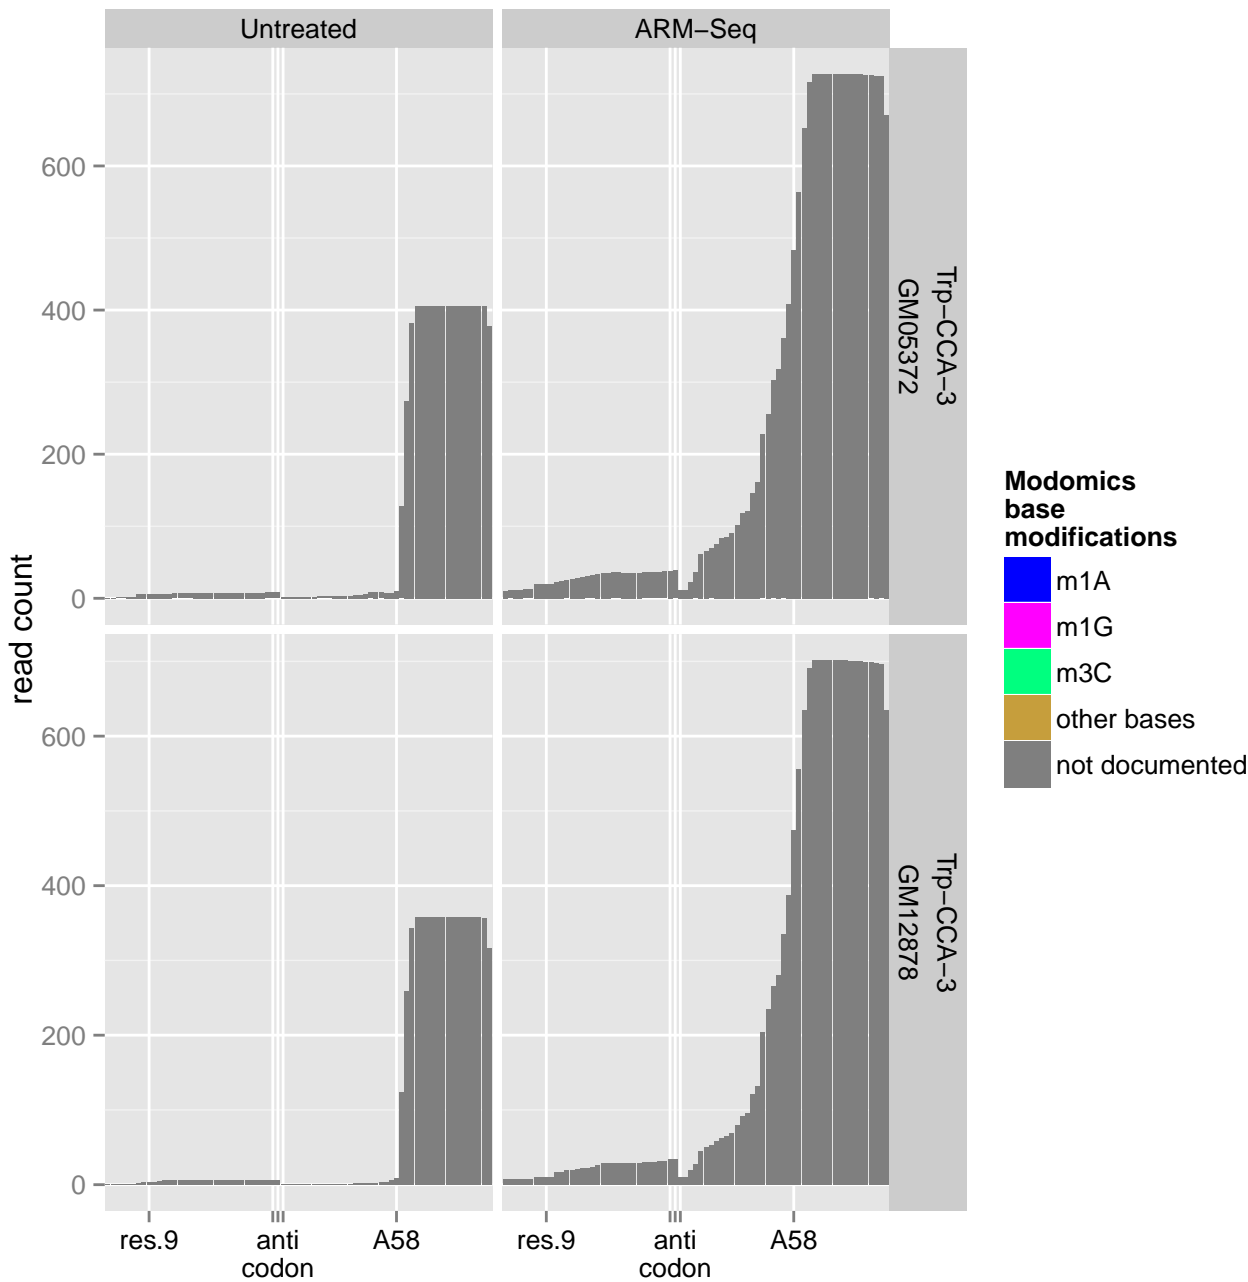 Untreated
ARM−Seq
600
400
200
0
Trp−CCA−3
GM05372
600
400
200
0
Trp−CCA−3
GM12878
read count
res.9
anti
codon
A58
res.9
anti
codon
A58
Modomics
base
modifications
m1A
m1G
m3C
other bases
not documented